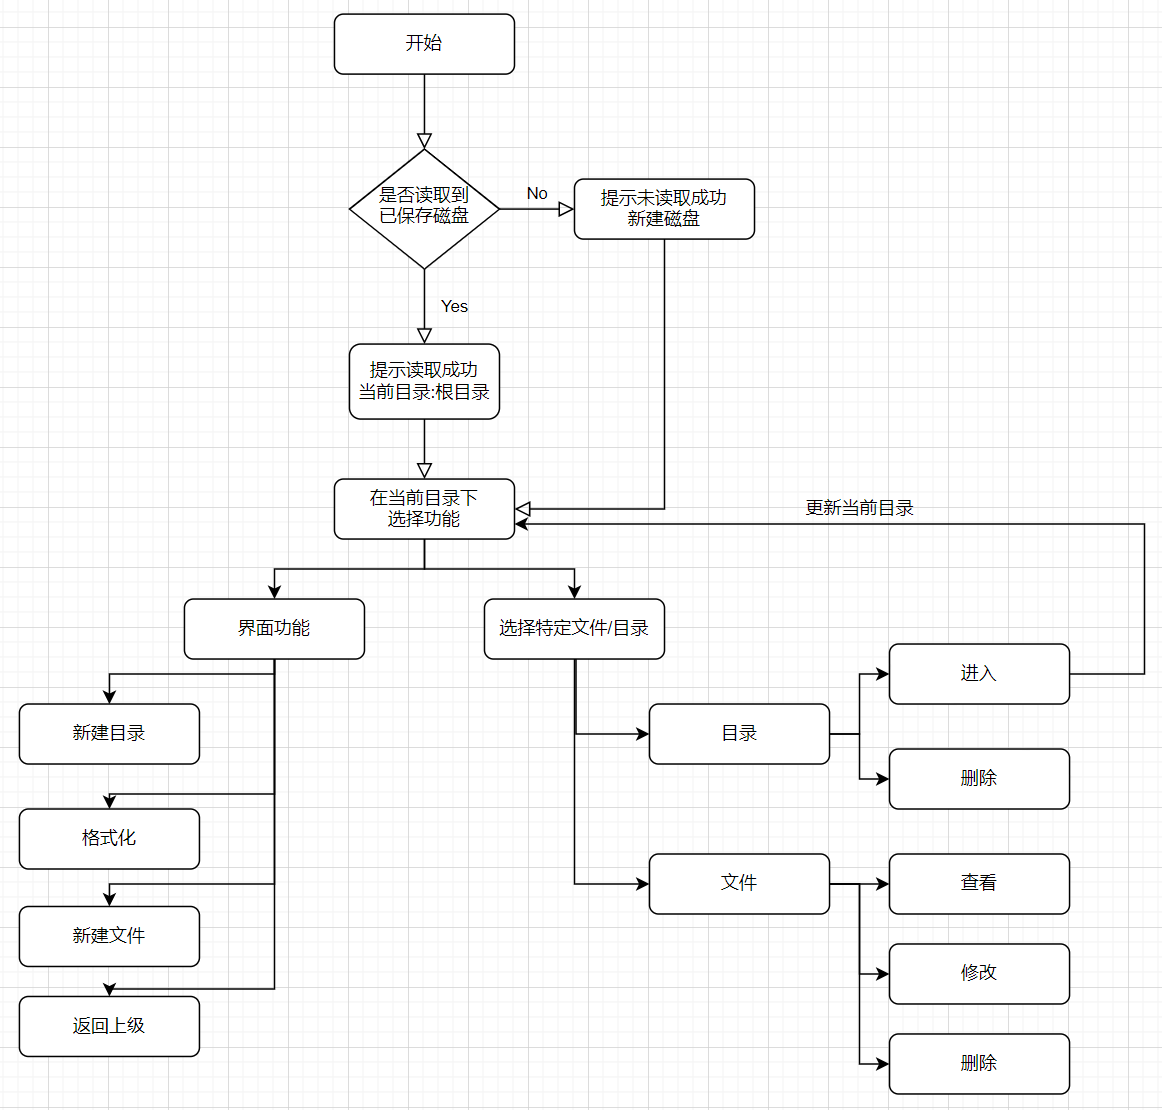 开始
是否读取到
已保存磁盘
No
提示未读取成功
新建磁盘
Yes
提示读取成功
当前目录:根目录
在当前目录下
选择功能
更新当前目录
界面功能
选择特定文件/目录
进入
新建目录
目录
删除
格式化
文件
查看
新建文件
修改
返回上级
删除